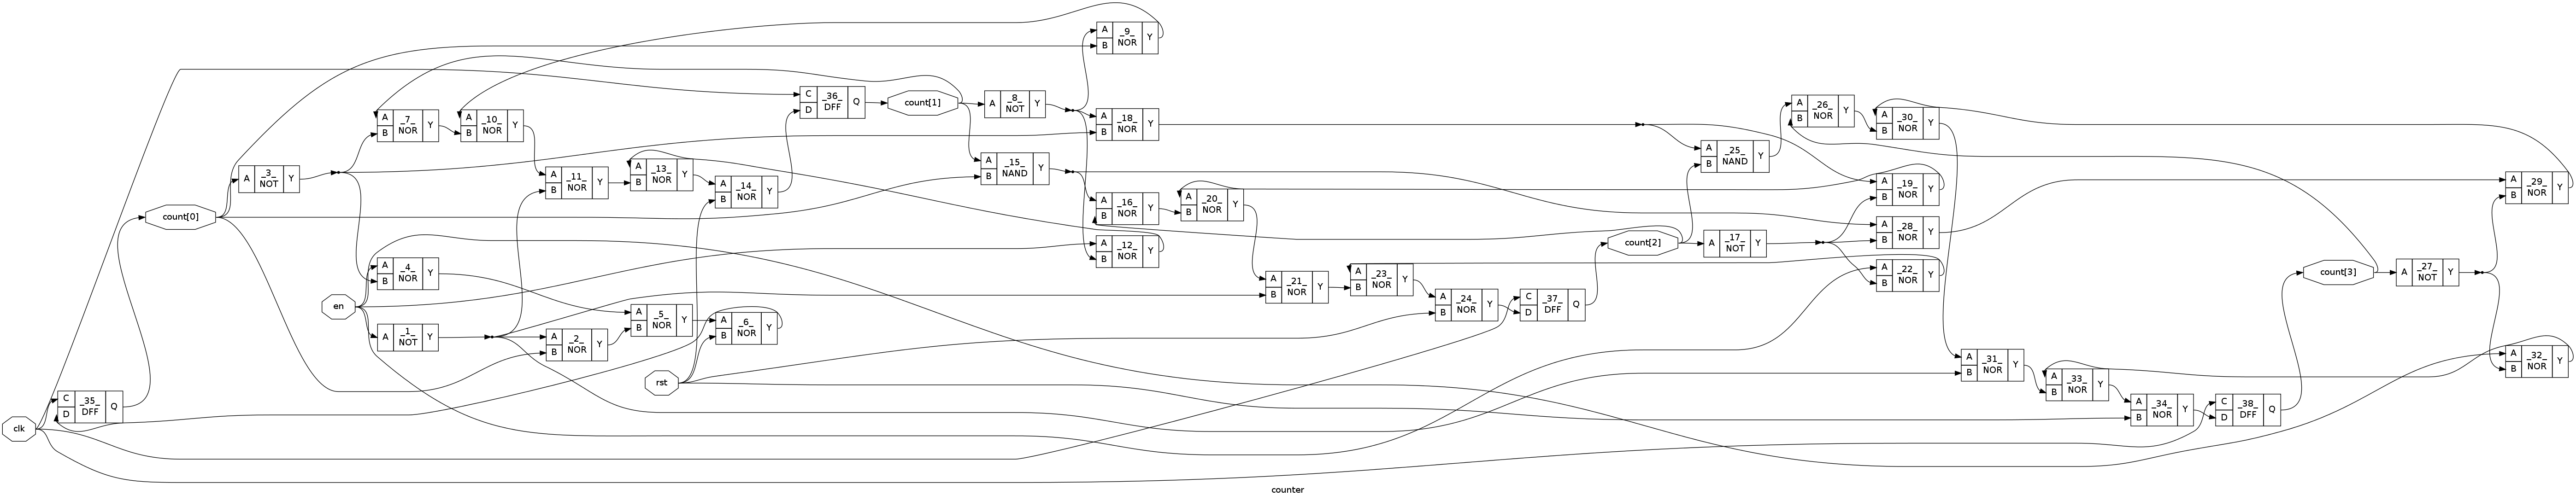 A
B
_9_
NOR
Y
C
D
_36_
DFF
Q
count[1]
A
_8_
NOT
Y
A
B
_7_
NOR
Y
A
B
_10_
NOR
Y
A
B
_18_
NOR
Y
A
B
_26_
NOR
Y
A
B
_30_
NOR
Y
A
B
_25_
NAND
Y
A
_3_
NOT
Y
A
B
_11_
NOR
Y
A
B
_13_
NOR
Y
A
B
_14_
NOR
Y
A
B
_15_
NAND
Y
A
B
_16_
NOR
Y
A
B
_20_
NOR
Y
A
B
_19_
NOR
Y
A
B
_29_
NOR
Y
count[0]
A
B
_28_
NOR
Y
count[2]
A
_17_
NOT
Y
A
B
_12_
NOR
Y
A
B
_4_
NOR
Y
A
B
_21_
NOR
Y
A
B
_23_
NOR
Y
A
B
_22_
NOR
Y
count[3]
A
_27_
NOT
Y
en
A
B
_24_
NOR
Y
C
D
_37_
DFF
Q
A
_1_
NOT
Y
A
B
_2_
NOR
Y
A
B
_5_
NOR
Y
A
B
_6_
NOR
Y
A
B
_31_
NOR
Y
A
B
_32_
NOR
Y
rst
A
B
_33_
NOR
Y
A
B
_34_
NOR
Y
C
D
_38_
DFF
Q
C
D
_35_
DFF
Q
clk
counter